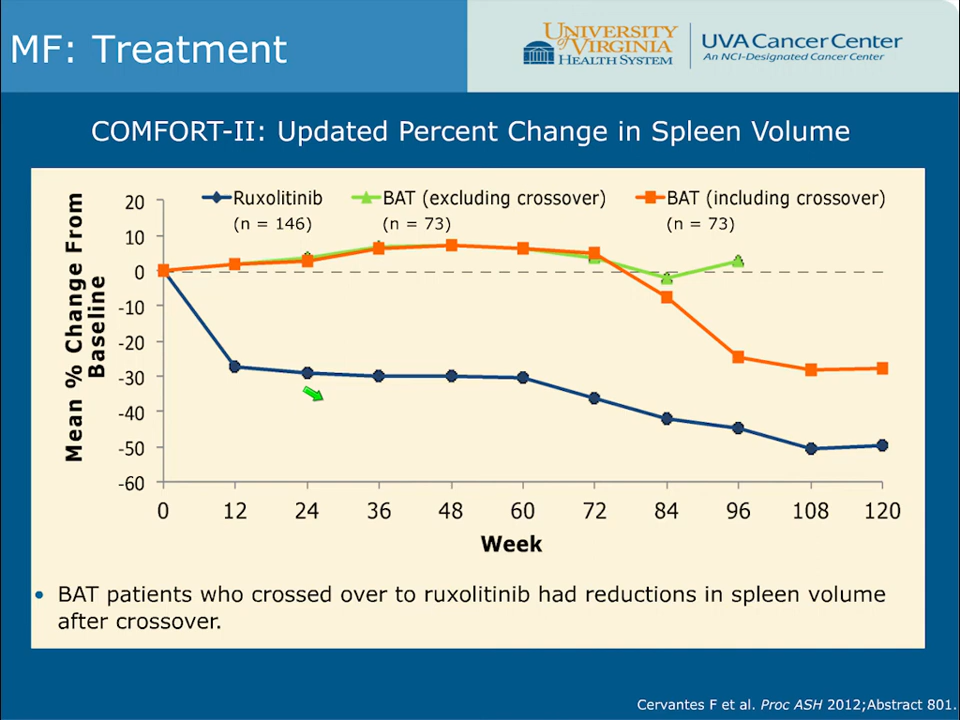 MF: Treatment
UNIVERSITY
of VIRGINIA
HEALTH SYSTEM
UVA Cancer Center
An NCI-Designated Cancer Center
COMFORT-II: Updated Percent Change in Spleen Volume
Ruxolitinib
(n = 146)
BAT (excluding crossover)
(n = 73)
BAT (including crossover)
(n = 73)
Mean % Change From
Baseline
20
10
0
-10
-20
-30
-40
-50
-60
0 12 24 36 48 60 72 84 96 108 120
Week
• BAT patients who crossed over to ruxolitinib had reductions in spleen volume
after crossover.
Cervantes F et al. Proc ASH 2012;Abstract 801.